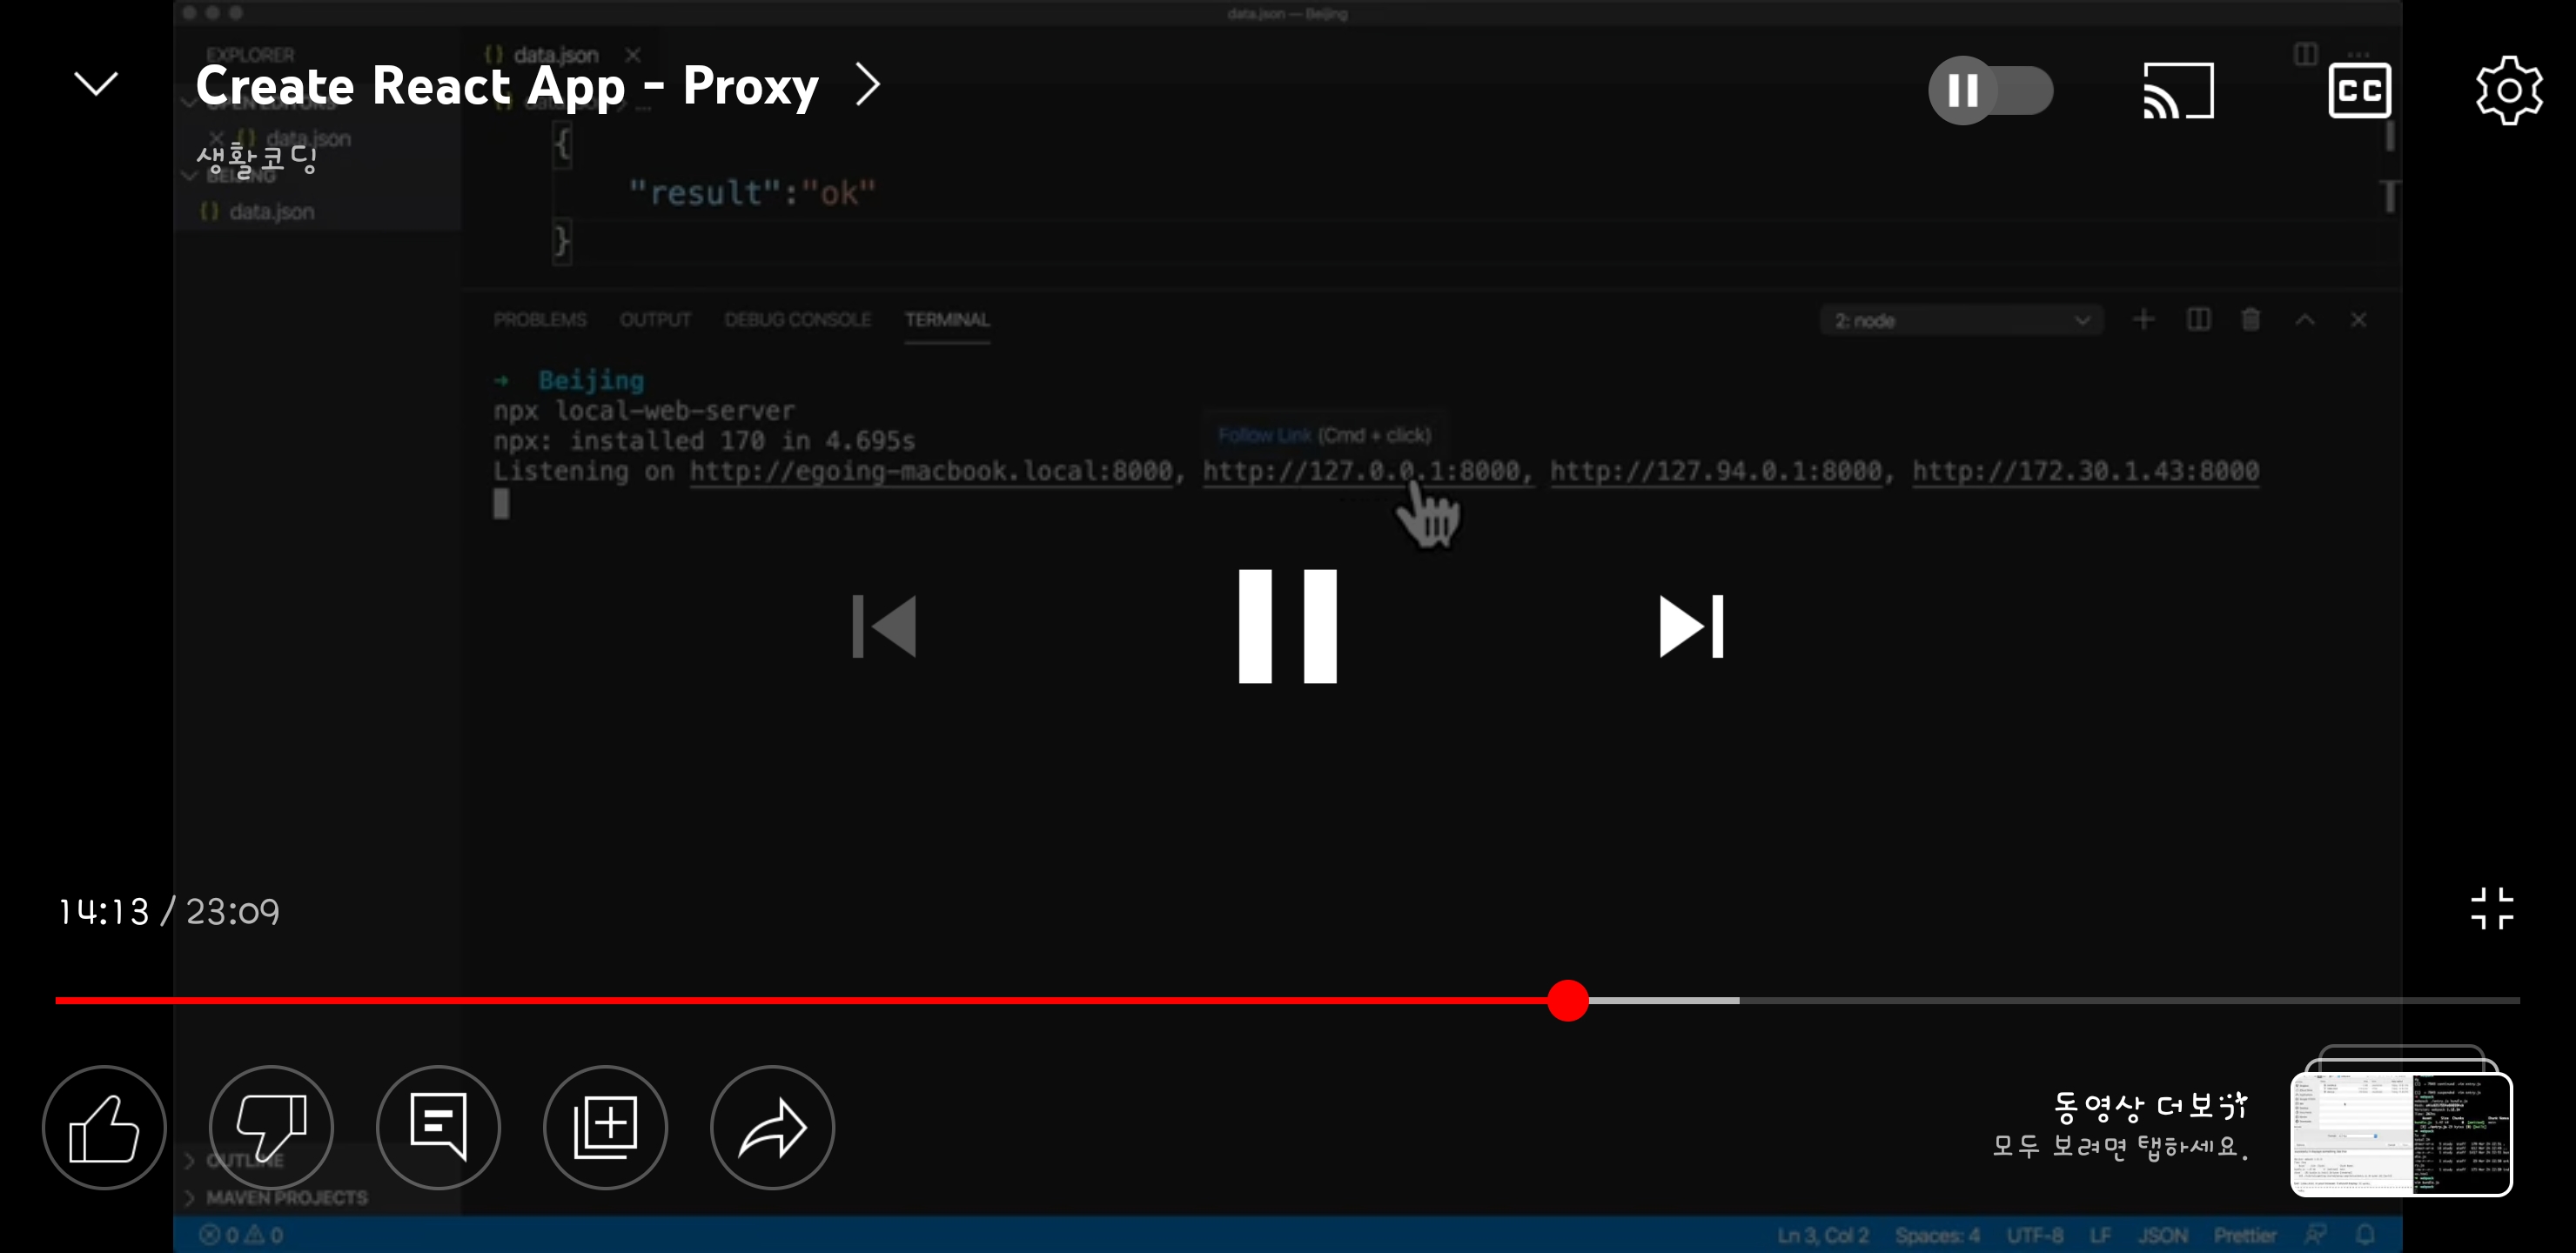 data.json — Beijing
EXPLORER
data.json
Create React App - Proxy
OPEN EDITORS
data.json
생활코딩
BEIJING
data.json
{
"result":"ok"
}
CC
PROBLEMS OUTPUT DEBUG CONSOLE TERMINAL
2: node
→ Beijing
npx local-web-server
npx: installed 170 in 4.695s
Follow Link (Cmd + click)
Listening on http://egoing-macbook.local:8000, http://127.0.0.1:8000, http://127.94.0.1:8000, http://172.30.1.43:8000
14:13 / 23:09
동영상 더보기
모두 보려면 탭하세요.
OUTLINE
MAVEN PROJECTS
0 0
Ln 3, Col 2 Spaces: 4 UTF-8 LF JSON Prettier